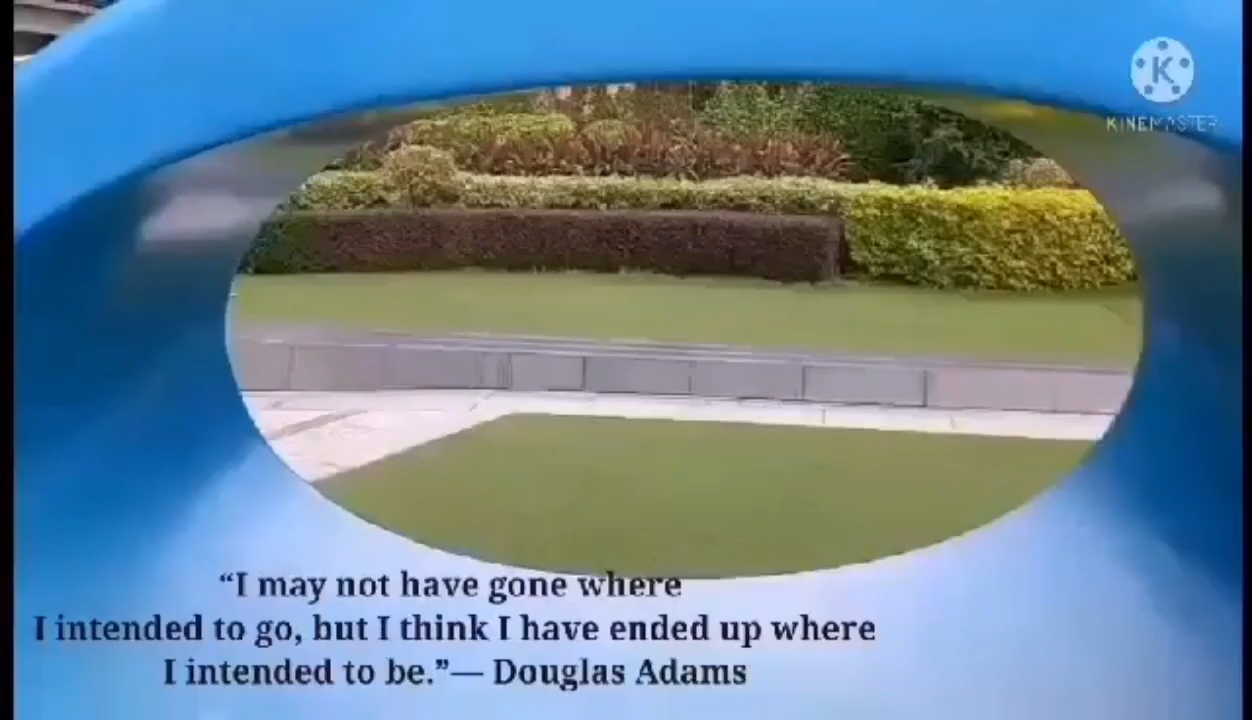 K
KINEMASTER
“I may not have gone where
I intended to go, but I think I have ended up where
I intended to be.”— Douglas Adams